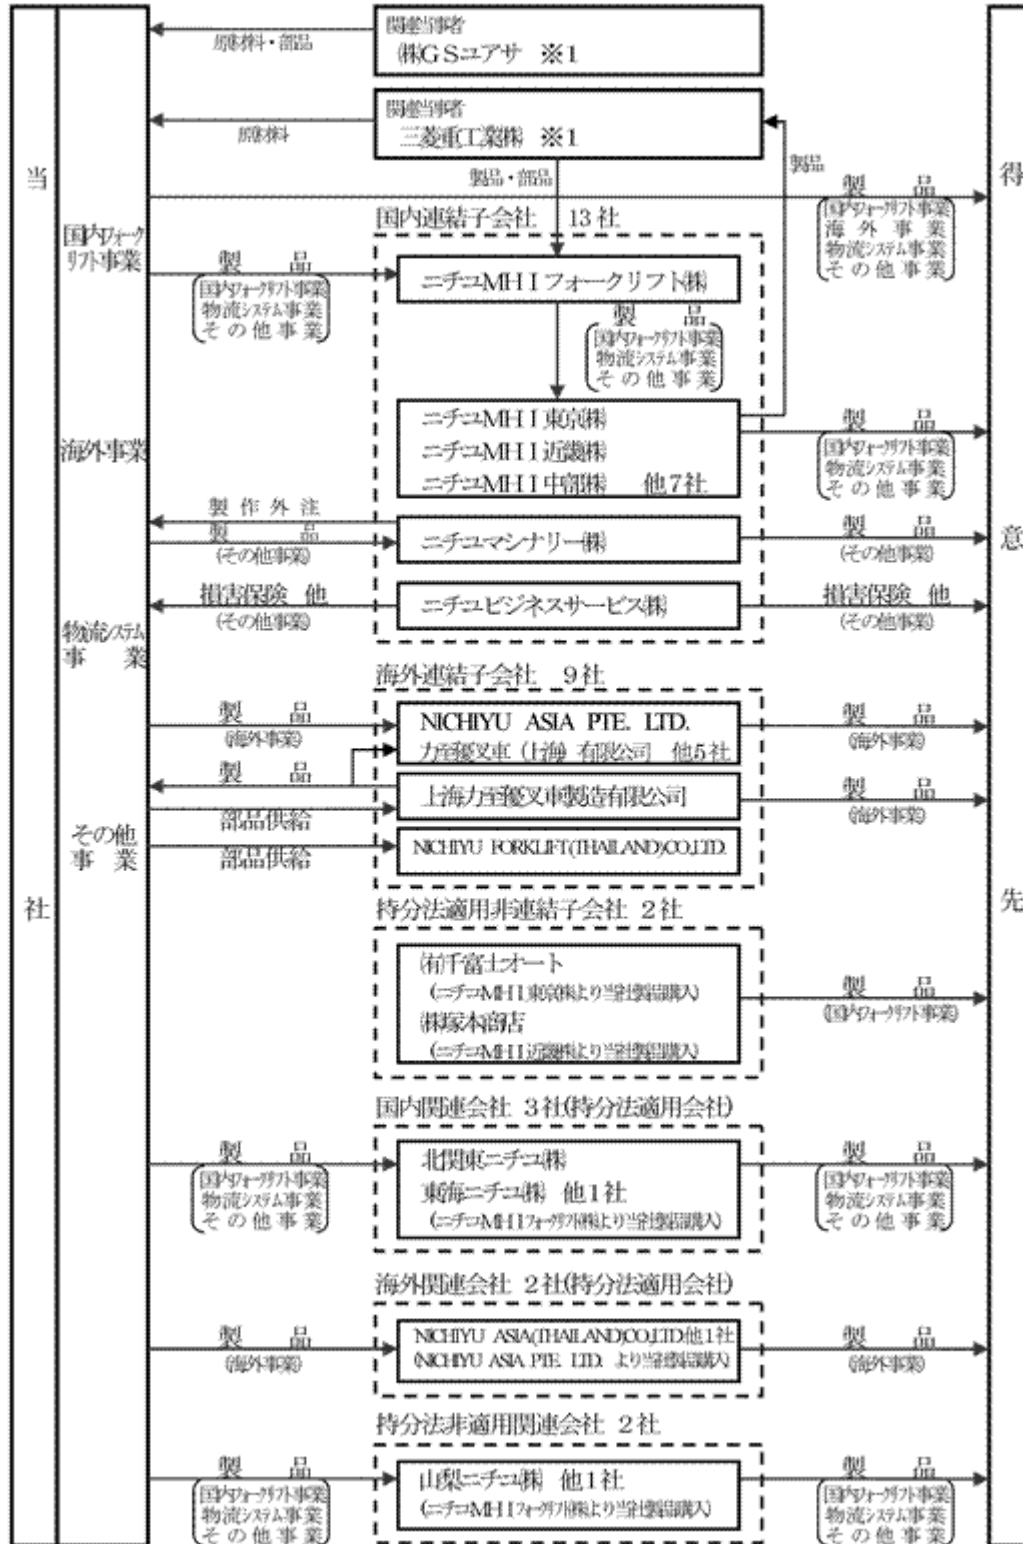 関連当事者
㈱GSユアサ ※1
原材料・部品
関連当事者
三菱重工業㈱ ※1
原材料
製品・部品
製品
当
社
国内フォーク
リフト事業
海外事業
物流システム
事業
その他
事業
得
意
先
製品
国内フォークリフト事業
海外事業
物流システム事業
その他事業
国内連結子会社 13社
製品
国内フォークリフト事業
物流システム事業
その他事業
ニチユMHIフォークリフト㈱
製品
国内フォークリフト事業
物流システム事業
その他事業
ニチユMHI東京㈱
ニチユMHI近畿㈱
ニチユMHI中部㈱ 他7社
製品
国内フォークリフト事業
物流システム事業
その他事業
製作外注
製品
(その他事業)
ニチユマシナリー㈱
製品
(その他事業)
損害保険 他
(その他事業)
ニチユビジネスサービス㈱
損害保険 他
(その他事業)
海外連結子会社 9社
製品
(海外事業)
NICHIYU ASIA PTE. LTD.
力至優叉車(上海)有限公司 他5社
製品
(海外事業)
製品
部品供給
上海力至優叉車製造有限公司
製品
(海外事業)
部品供給
NICHIYU FORKLIFT(THAILAND)CO.,LTD.
持分法適用非連結子会社 2社
㈲千富士オート
(ニチユMHI東京㈱より当社製品購入)
㈱塚本商店
(ニチユMHI近畿㈱より当社製品購入)
製品
(国内フォークリフト事業)
国内関連会社 3社(持分法適用会社)
製品
国内フォークリフト事業
物流システム事業
その他事業
北関東ニチユ㈱
東海ニチユ㈱ 他1社
(ニチユMHIフォークリフト㈱より当社製品購入)
製品
国内フォークリフト事業
物流システム事業
その他事業
海外関連会社 2社(持分法適用会社)
製品
(海外事業)
NICHIYU ASIA(THAILAND)CO.,LTD.他1社
(NICHIYU ASIA PTE. LTD. より当社製品購入)
製品
(海外事業)
持分法非適用関連会社 2社
製品
国内フォークリフト事業
物流システム事業
その他事業
山梨ニチユ㈱ 他1社
(ニチユMHIフォークリフト㈱より当社製品購入)
製品
国内フォークリフト事業
物流システム事業
その他事業